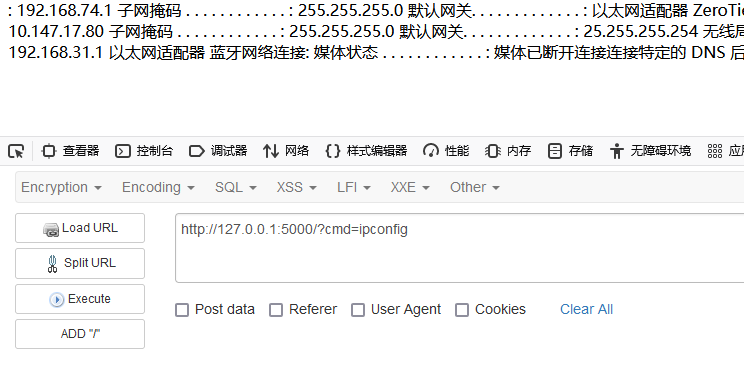 : 192.168.74.1 子网掩码 . . . . . . . . . . . . : 255.255.255.0 默认网关. . . . . . . . . . . . . : 以太网适配器 ZeroTie
10.147.17.80 子网掩码 . . . . . . . . . . . . : 255.255.255.0 默认网关. . . . . . . . . . . . . : 25.255.255.254 无线局
: 192.168.31.1 以太网适配器 蓝牙网络连接: 媒体状态 . . . . . . . . . . . . : 媒体已断开连接连接特定的 DNS 后
查看器 控制台 调试器 网络 {} 样式编辑器 性能 内存 存储 无障碍环境 应
Encryption Encoding SQL XSS LFI XXE Other
Load URL
http://127.0.0.1:5000/?cmd=ipconfig
Split URL
Execute
Post data Referer User Agent Cookies Clear All
ADD "/"